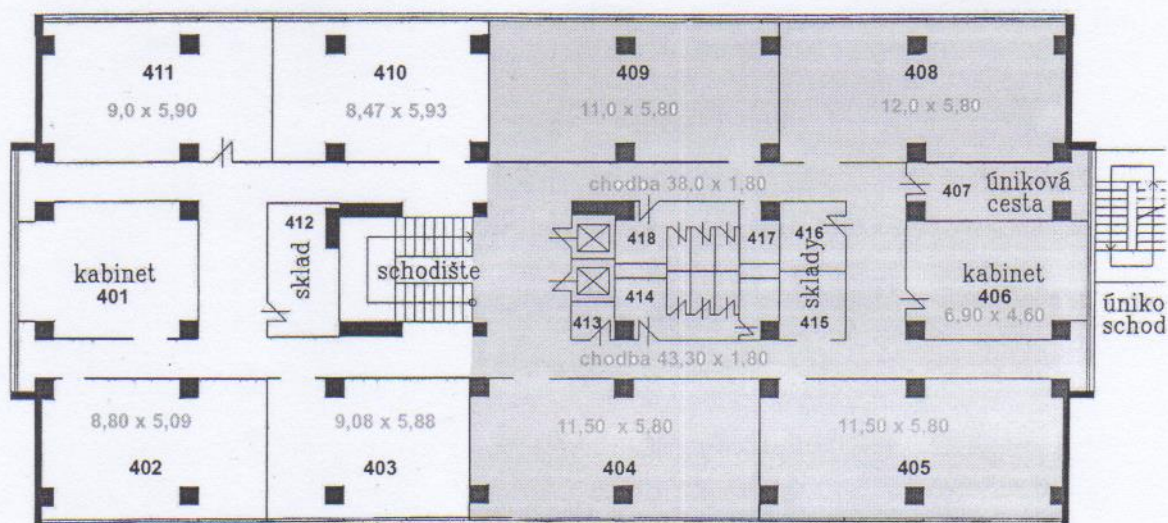 411
410
409
408
9,0 x 5,90
8,47 x 5,93
11,0 x 5,80
12,0 x 5,80
chodba 38,0 x 1,80
407
úniková
cesta
412
sklad
schodiště
418
417
416
sklady
kabinet
401
kabinet
406
6,90 x 4,60
414
413
415
úniko
schod
chodba 43,30 x 1,80
8,80 x 5,09
9,08 x 5,88
11,50 x 5,80
11,50 x 5,80
402
403
404
405